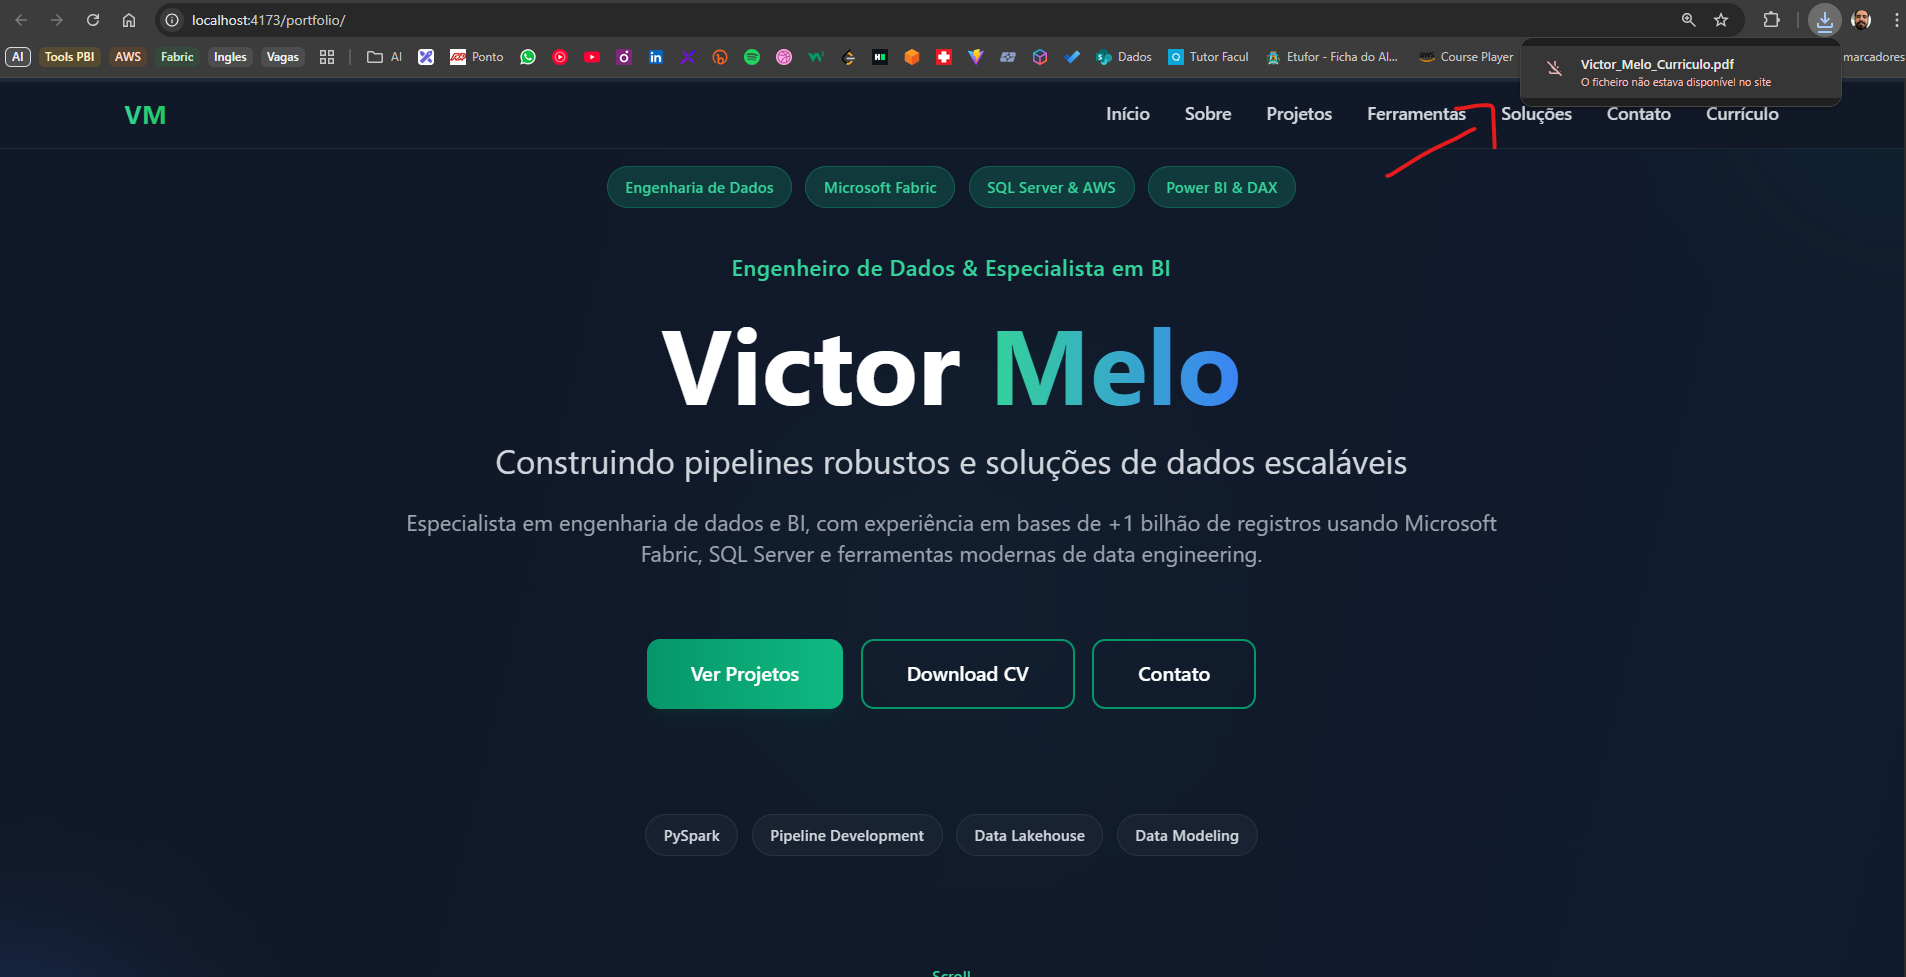 localhost:4173/portfolio/
AI
Tools PBI
AWS
Fabric
Ingles
Vagas
AI
Ponto
Dados
Tutor Facul
Etufor - Ficha do Al...
Course Player
marcadores
Victor_Melo_Curriculo.pdf
O ficheiro não estava disponível no site
VM
Início
Sobre
Projetos
Ferramentas
Soluções
Contato
Currículo
Engenharia de Dados
Microsoft Fabric
SQL Server & AWS
Power BI & DAX
Engenheiro de Dados & Especialista em BI
Victor Melo
Construindo pipelines robustos e soluções de dados escaláveis
Especialista em engenharia de dados e BI, com experiência em bases de +1 bilhão de registros usando Microsoft
Fabric, SQL Server e ferramentas modernas de data engineering.
Ver Projetos
Download CV
Contato
PySpark
Pipeline Development
Data Lakehouse
Data Modeling
Scroll